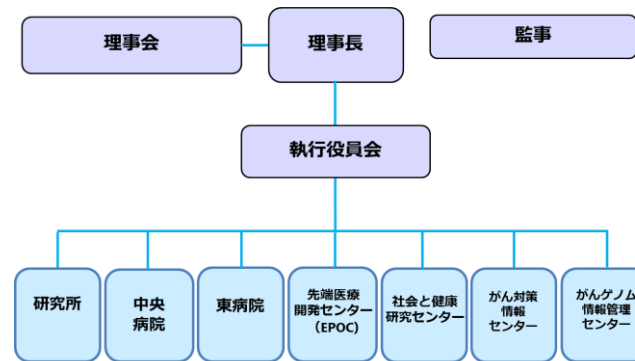 理事会
理事長
監事
執行役員会
研究所
中央
病院
東病院
先端医療
開発センター
(EPOC)
社会と健康
研究センター
がん対策
情報
センター
がんゲノム
情報管理
センター